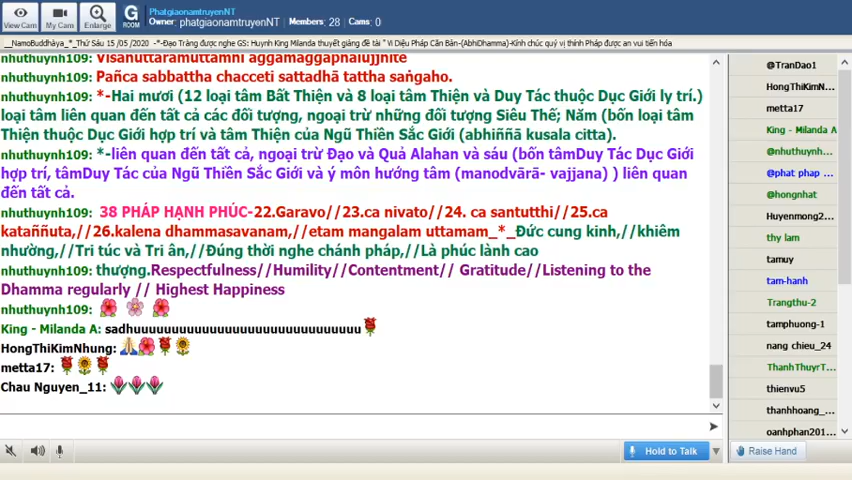 PhatgiaonamtruyenNT
Owner: phatgiaonamtruyenNT Members: 28 Cams: 0
View Cam My Cam Enlarge ROOM
__NamoBuddhàya_*_Thứ Sáu 15 /05 /2020 -*-Đạo Tràng được nghe GS: Huynh King Milanda thuyết giảng đề tài " Vi Diệu Pháp Căn Bản-(AbhiDhamma)-Kính chúc quý vị thính Pháp được an vui tiến hóa
nhuthuynh109: Visanuttaramuttamhi aggamaggaphalujjhite
nhuthuynh109: Pañca sabbattha chacceti sattadhā tattha saṅgaho.
nhuthuynh109: *-Hai mươi (12 loại tâm Bất Thiện và 8 loại tâm Thiện và Duy Tác thuộc Dục Giới ly trí.)
loại tâm liên quan đến tất cả các đối tượng, ngoại trừ những đối tượng Siêu Thế; Năm (bốn loại tâm
Thiện thuộc Dục Giới hợp trí và tâm Thiện của Ngũ Thiền Sắc Giới (abhiññā kusala citta).
nhuthuynh109: *-liên quan đến tất cả, ngoại trừ Đạo và Quả Alahan và sáu (bốn tâmDuy Tác Dục Giới
hợp trí, tâmDuy Tác của Ngũ Thiền Sắc Giới và ý môn hướng tâm (manodvārā- vajjana) ) liên quan
đến tất cả.
nhuthuynh109: 38 PHÁP HẠNH PHÚC-22.Garavo//23.ca nivato//24. ca santutthi//25.ca
kataññuta,//26.kalena dhammasavanam,//etam mangalam uttamam_*_Đức cung kính,//khiêm
nhường,//Tri túc và Tri ân,//Đúng thời nghe chánh pháp,//Là phúc lành cao
nhuthuynh109: thượng.Respectfulness//Humility//Contentment// Gratitude//Listening to the
Dhamma regularly // Highest Happiness
nhuthuynh109:
King - Milanda A: sadhuuuuuuuuuuuuuuuuuuuuuuuuuuuuuu
HongThiKimNhung:
metta17:
Chau Nguyen_11:
@TranDao1
HongThiKimN...
metta17
King - Milanda A
@nhuthuynh...
@phat phap ...
@hongnhat
Huyenmong2...
thy lam
tamuy
tam-hanh
Trangthu-2
tamphuong-1
nang chieu_24
ThanhThuyrT...
thienvu5
thanhhoang_...
oanhphan201...
Hold to Talk
Raise Hand